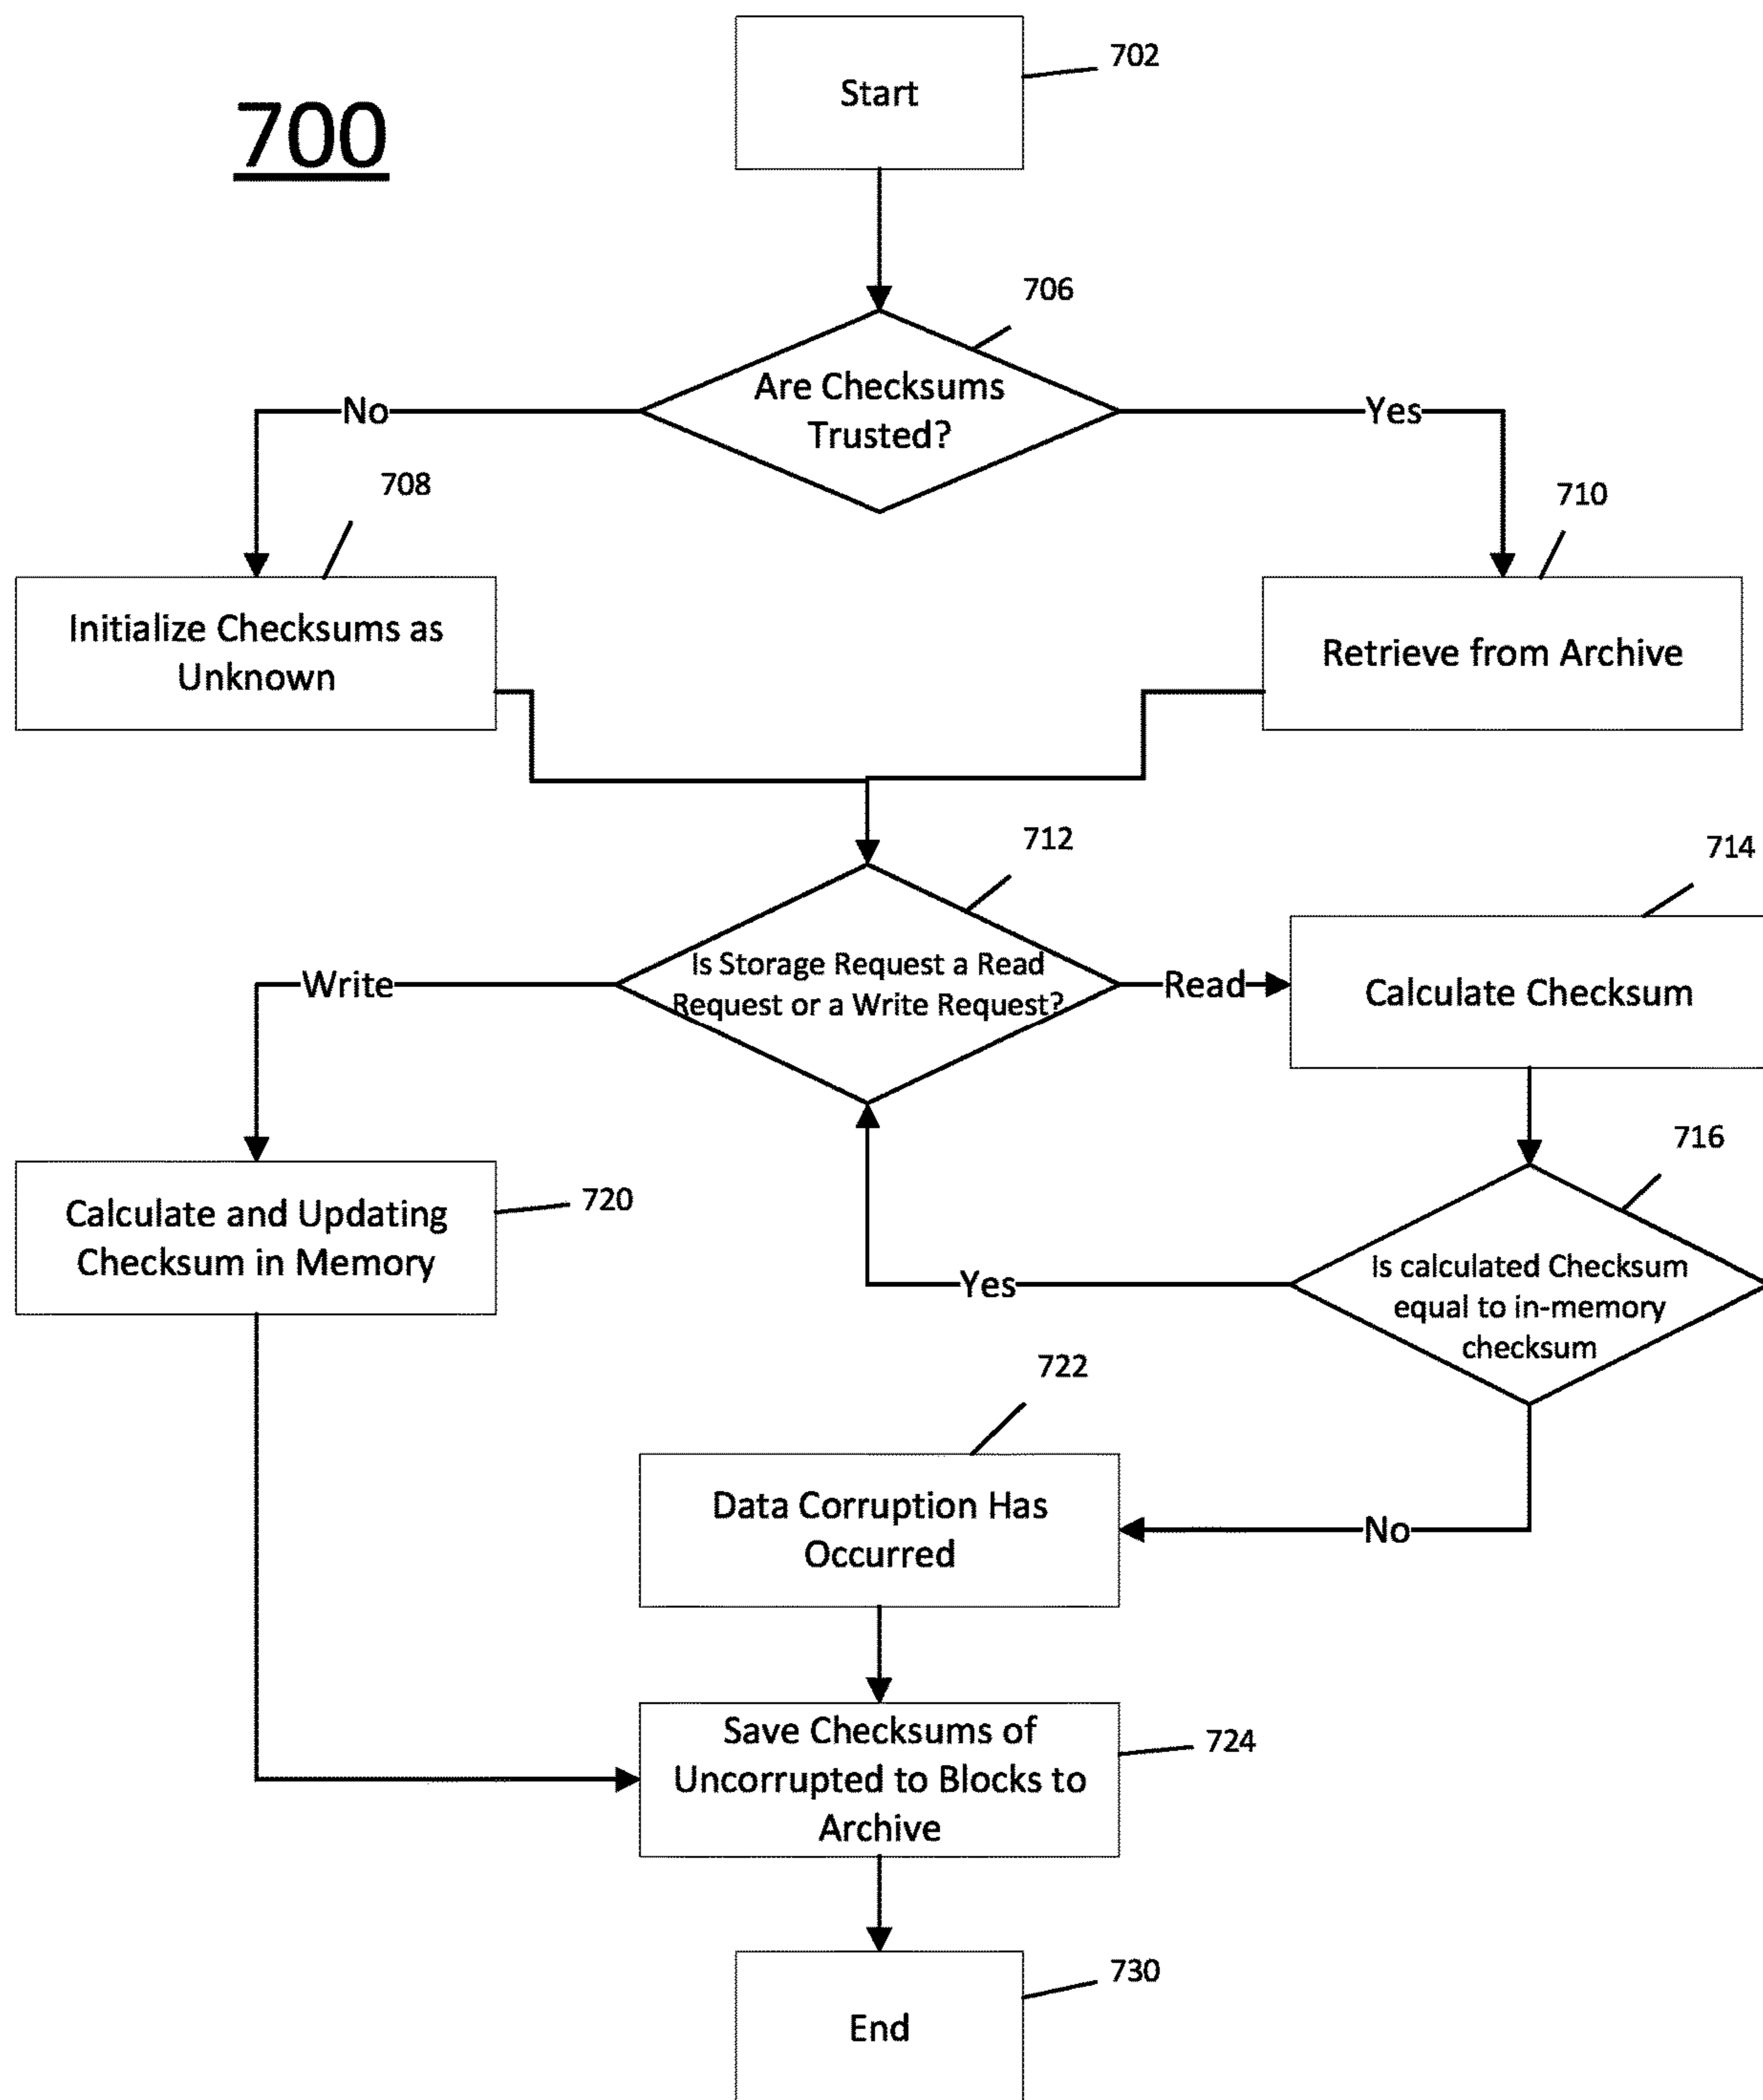 700
Start
702
706
Are Checksums
Trusted?
No
Yes
708
710
Initialize Checksums as
Unknown
Retrieve from Archive
712
714
Is Storage Request a Read
Request or a Write Request?
Write
Read
Calculate Checksum
716
Calculate and Updating
Checksum in Memory
720
Is calculated Checksum
equal to in-memory
checksum
Yes
722
Data Corruption Has
Occurred
No
Save Checksums of
Uncorrupted to Blocks to
Archive
724
730
End